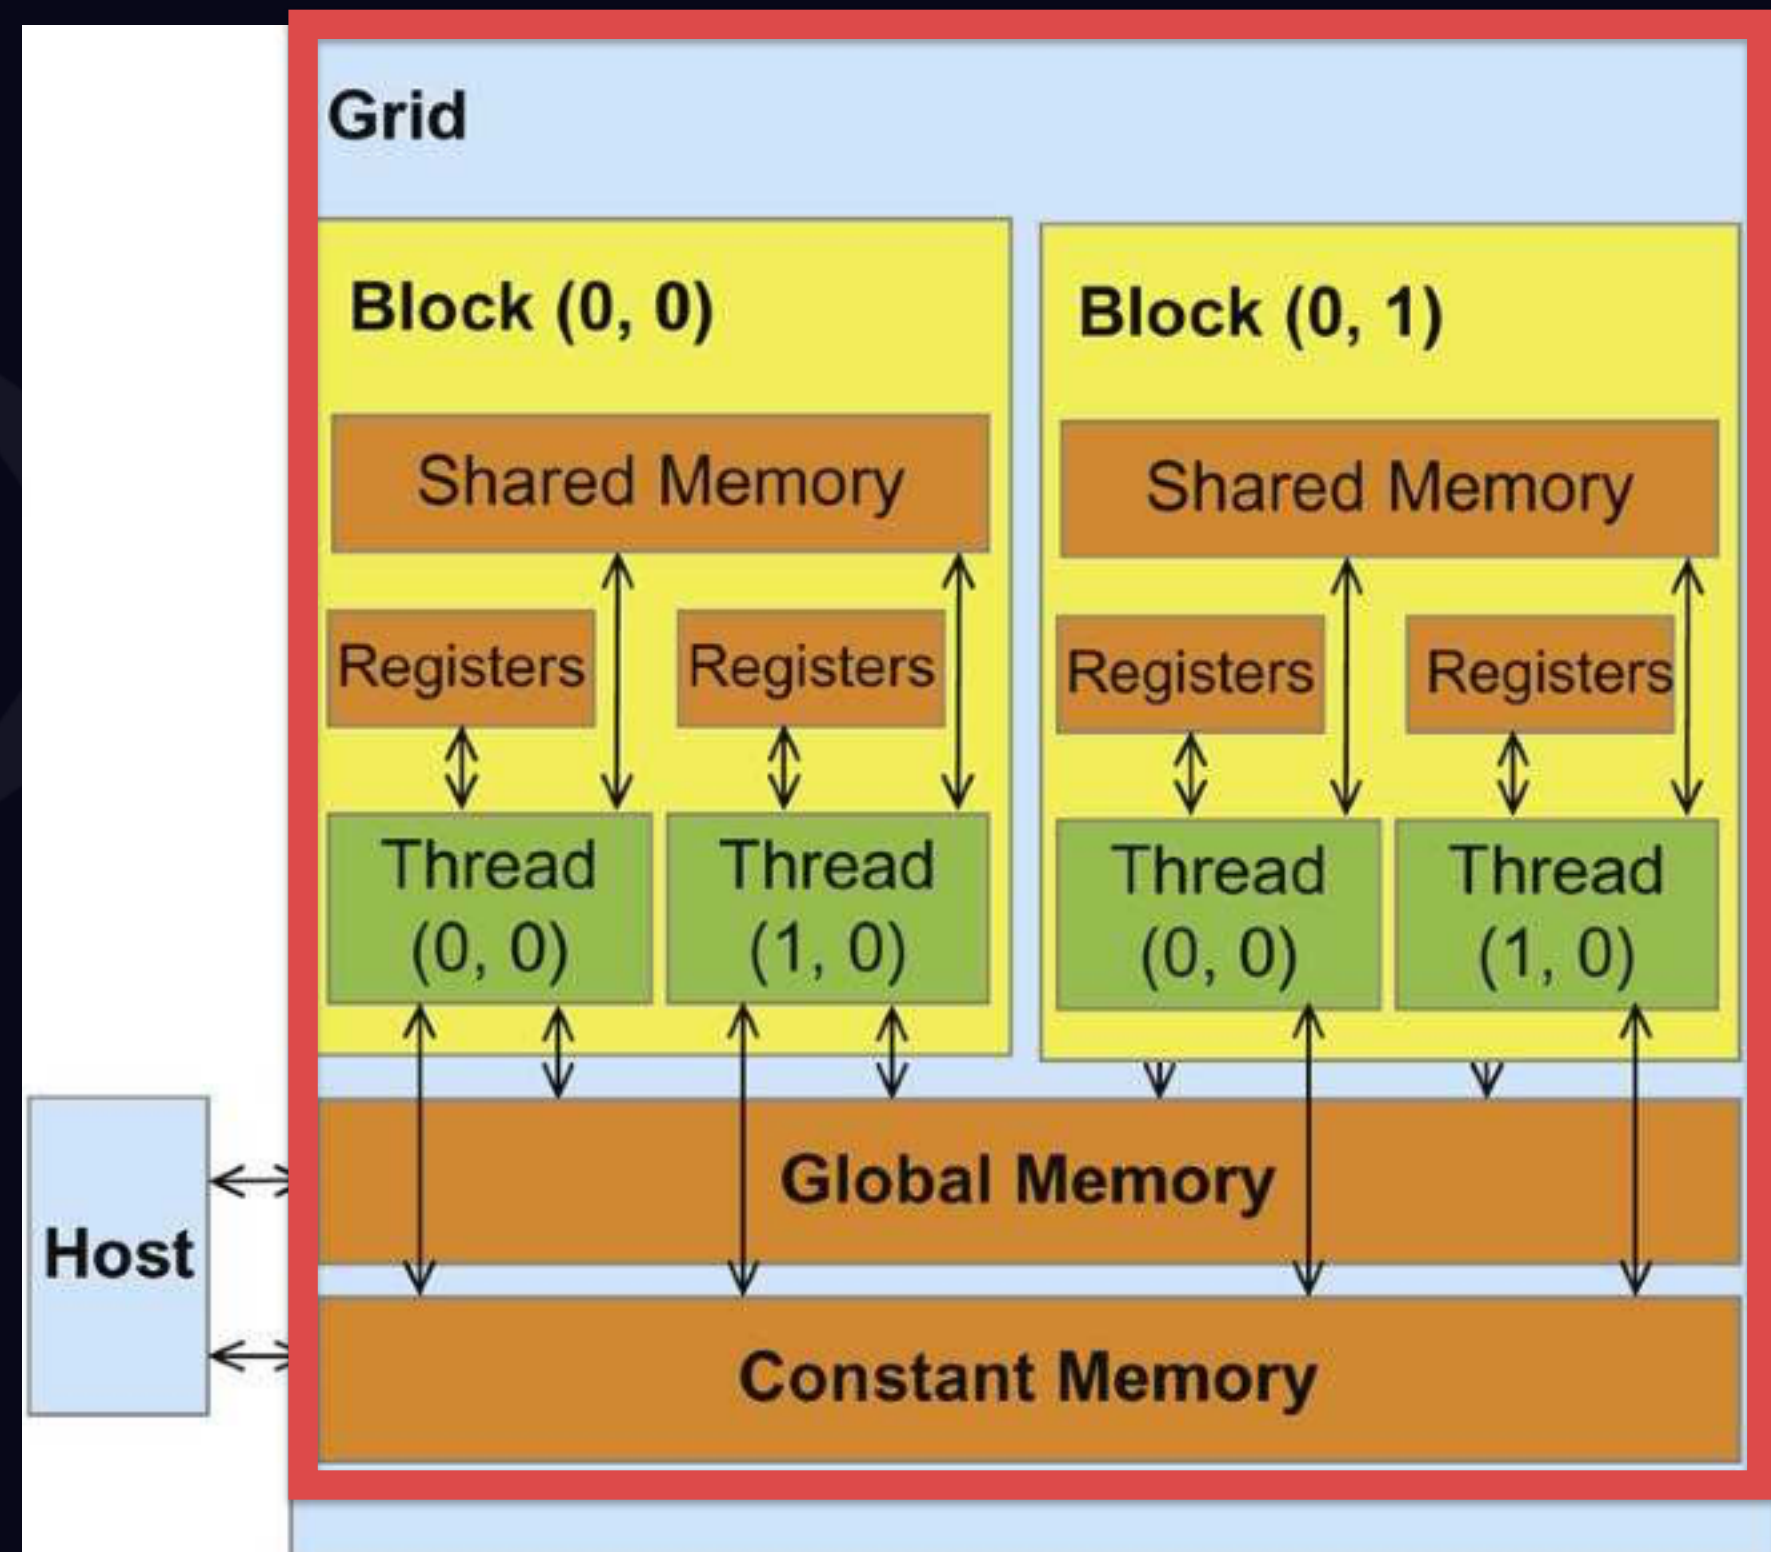 Grid
Block (0, 0)
Block (0, 1)
Shared Memory
Shared Memory
Registers
Registers
Registers
Registers
Thread
(0, 0)
Thread
(1, 0)
Thread
(0, 0)
Thread
(1, 0)
Host
Global Memory
Constant Memory